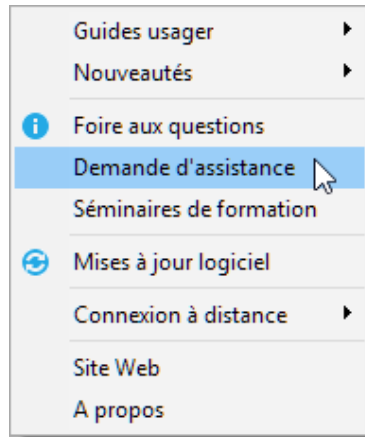 Guides usager
Nouveautés
Foire aux questions
Demande d'assistance
Séminaires de formation
Mises à jour logiciel
Connexion à distance
Site Web
A propos